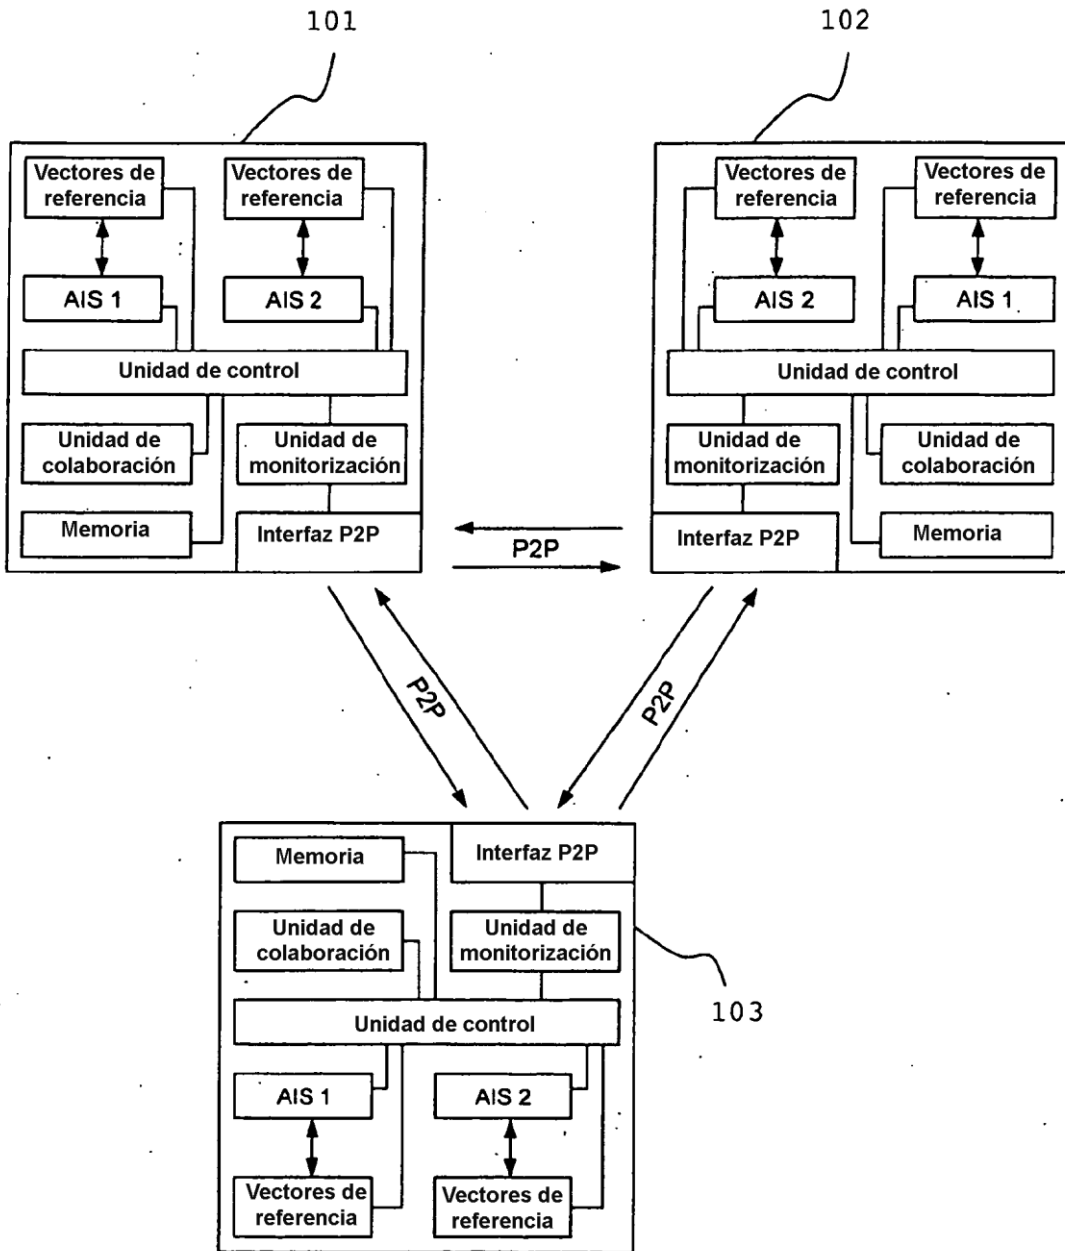 101
102
Vectores de
referencia
Vectores de
referencia
AIS 1
AIS 2
Unidad de control
Unidad de
colaboración
Unidad de
monitorización
Memoria
Interfaz P2P
Vectores de
referencia
Vectores de
referencia
AIS 2
AIS 1
Unidad de control
Unidad de
monitorización
Unidad de
colaboración
Interfaz P2P
Memoria
P2P
P2P
P2P
Memoria
Interfaz P2P
Unidad de
colaboración
Unidad de
monitorización
103
Unidad de control
AIS 1
AIS 2
Vectores de
referencia
Vectores de
referencia